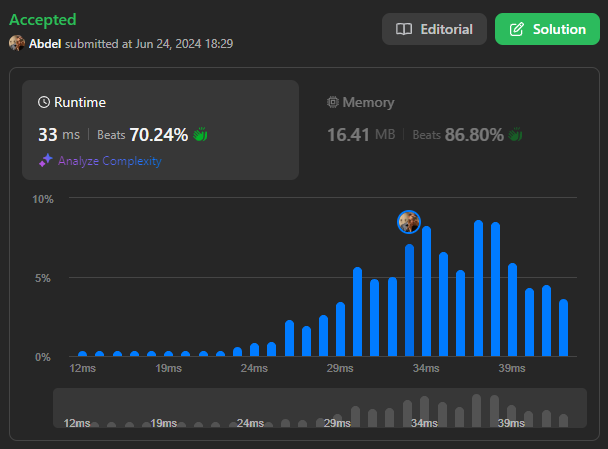 Accepted
Abdel submitted at Jun 24, 2024 18:29
Editorial
Solution
Runtime
33 ms Beats 70.24%
Analyze Complexity
Memory
16.41 MB Beats 86.80%
10%
5%
0%
12ms 19ms 24ms 29ms 34ms 39ms
12ms 19ms 24ms 29ms 34ms 39ms